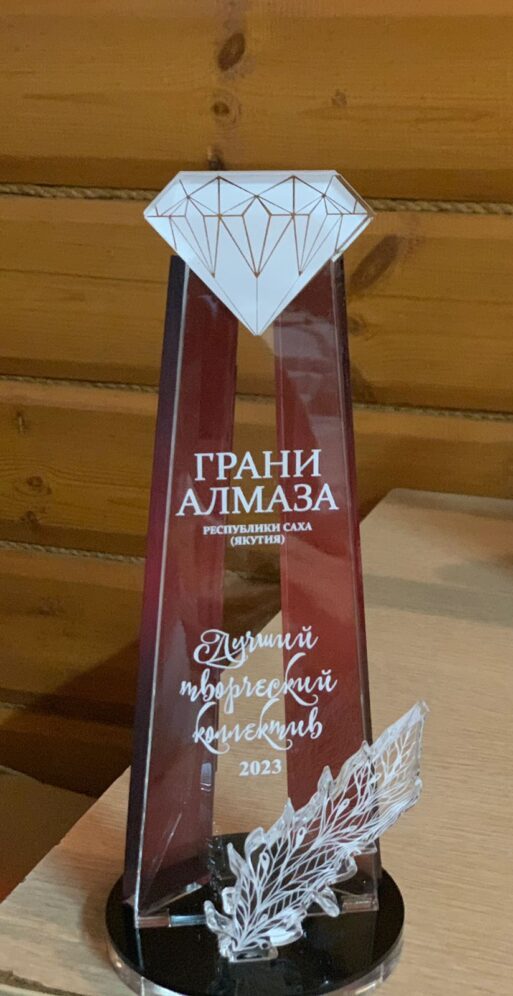 ГРАНИ
АЛМАЗА
РЕСПУБЛИКИ САХА
(ЯКУТИЯ)
Лучший
творческий
коллектив
2023